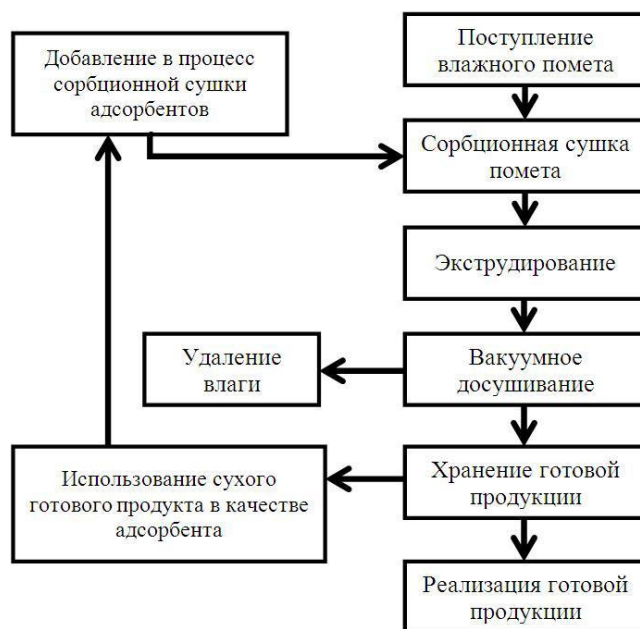 Добавление в процесс
сорбционной сушки
адсорбентов
Поступление
влажного помета
Сорбционная сушка
помета
Экструдирование
Удаление
влаги
Вакуумное
досушивание
Использование сухого
готового продукта в качестве
адсорбента
Хранение готовой
продукции
Реализация готовой
продукции